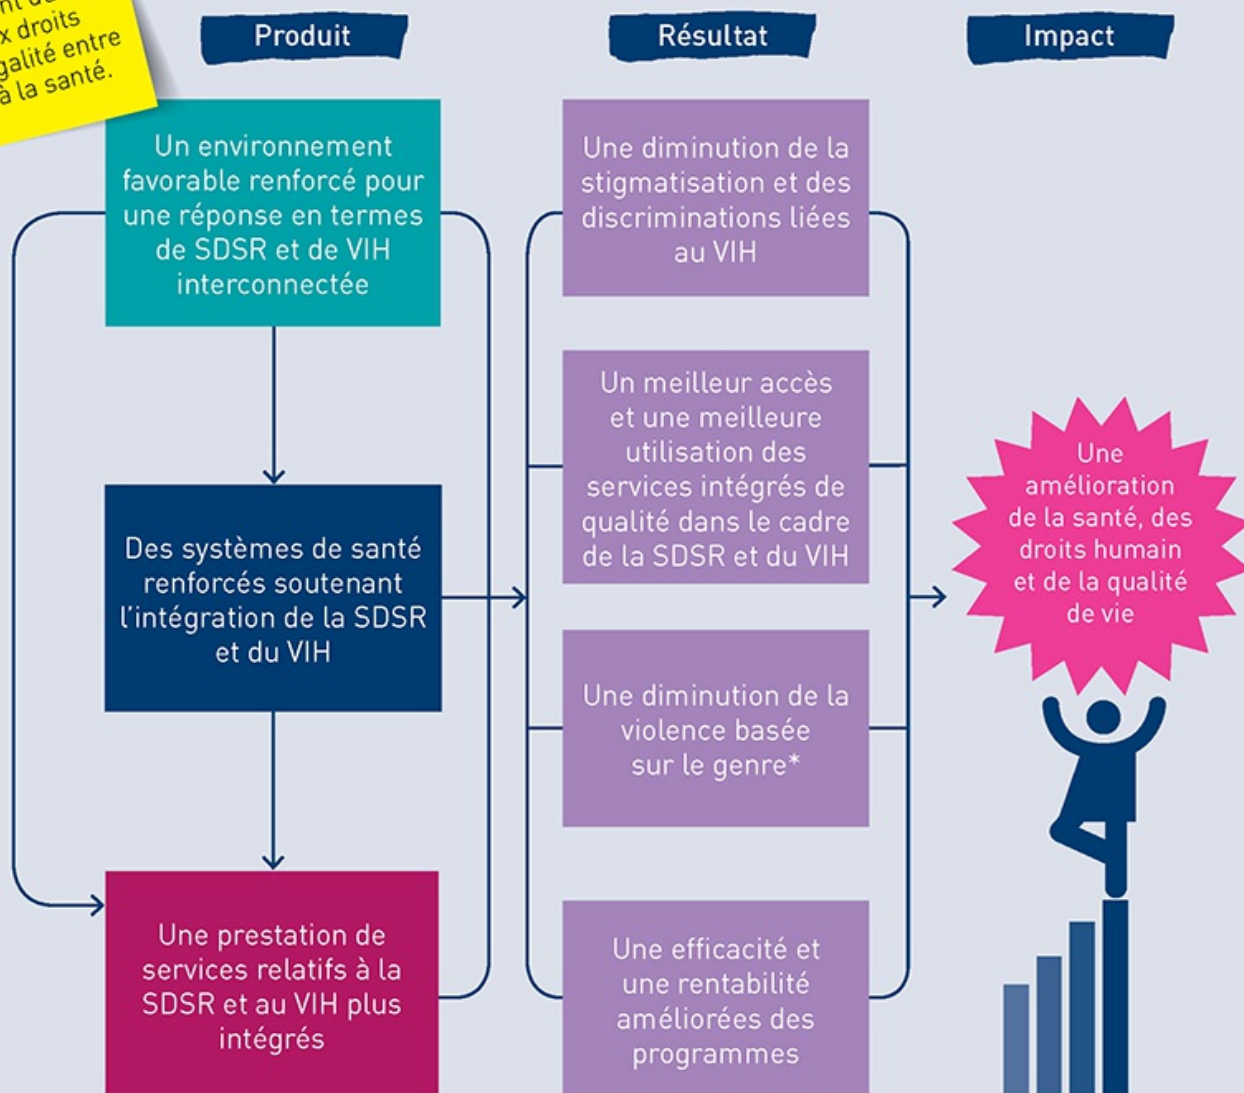 x droits
galité entre
à la santé.
Produit
Résultat
Impact
Un environnement
favorable renforcé pour
une réponse en termes
de SDSR et de VIH
interconnectée
Des systèmes de santé
renforcés soutenant
l'intégration de la SDSR
et du VIH
Une prestation de
services relatifs à la
SDSR et au VIH plus
intégrés
Une diminution de la
stigmatisation et des
discriminations liées
au VIH
Un meilleur accès
et une meilleure
utilisation des
services intégrés de
qualité dans le cadre
de la SDSR et du VIH
Une diminution de la
violence basée
sur le genre*
Une efficacité et
une rentabilité
améliorées des
programmes
Une
amélioration
de la santé, des
droits humain
et de la qualité
de vie